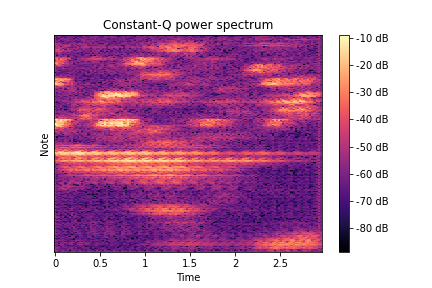 Constant-Q power spectrum
Note
-10 dB
-20 dB
-30 dB
-40 dB
-50 dB
-60 dB
-70 dB
-80 dB
0
0.5
1
1.5
2
2.5
Time